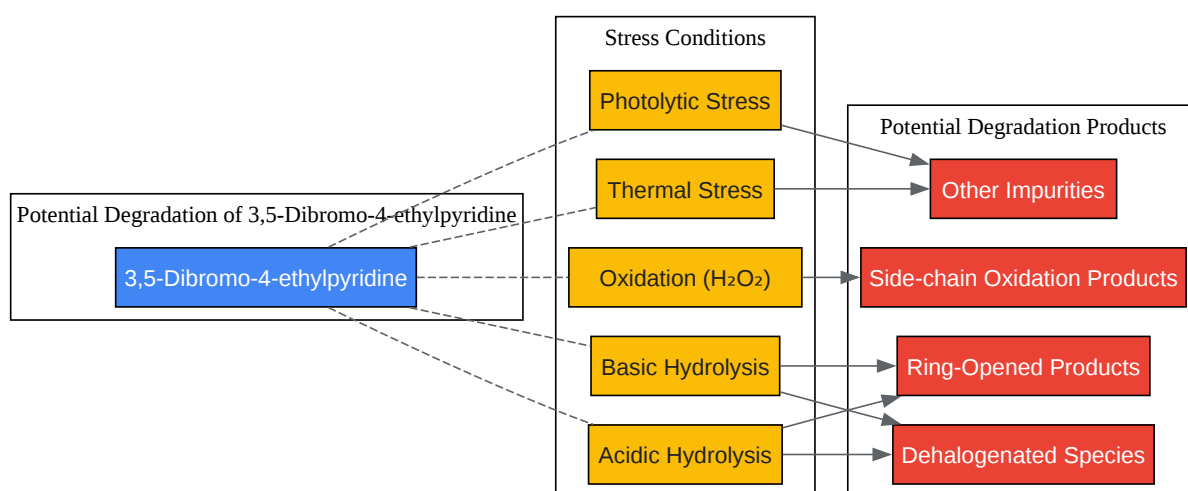 Stress Conditions
Photolytic Stress
Potential Degradation Products
Thermal Stress
Other Impurities
Potential Degradation of 3,5-Dibromo-4-ethylpyridine
3,5-Dibromo-4-ethylpyridine
Oxidation (H₂O₂)
Side-chain Oxidation Products
Basic Hydrolysis
Ring-Opened Products
Acidic Hydrolysis
Dehalogenated Species